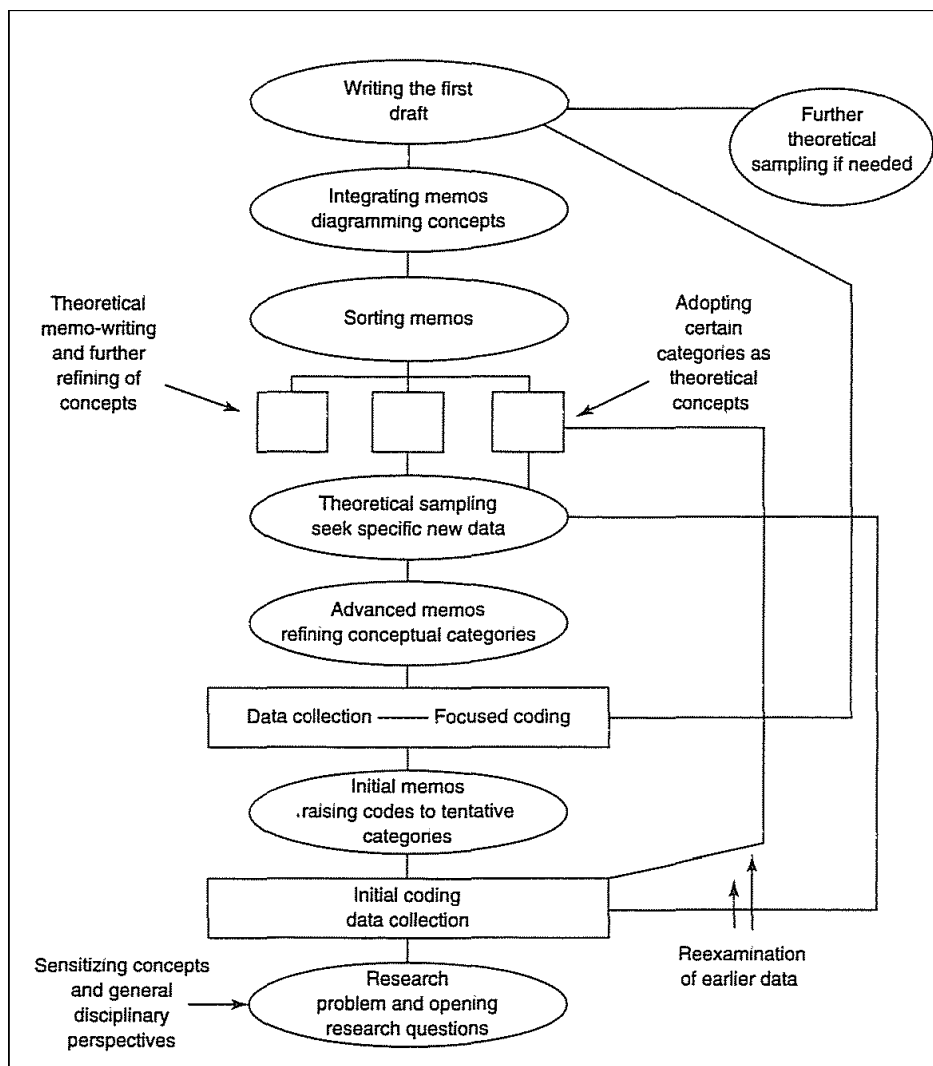 Writing the first
draft
Further
theoretical
sampling if needed
Integrating memos
diagramming concepts
Theoretical
memo-writing
and further
refining of
concepts
Sorting memos
Adopting
certain
categories as
theoretical
concepts
Theoretical sampling
seek specific new data
Advanced memos
refining conceptual categories
Data collection —— Focused coding
Initial memos
.raising codes to tentative
categories
Initial coding
data collection
Reexamination
of earlier data
Sensitizing concepts
and general
disciplinary
perspectives
Research
problem and opening
research questions